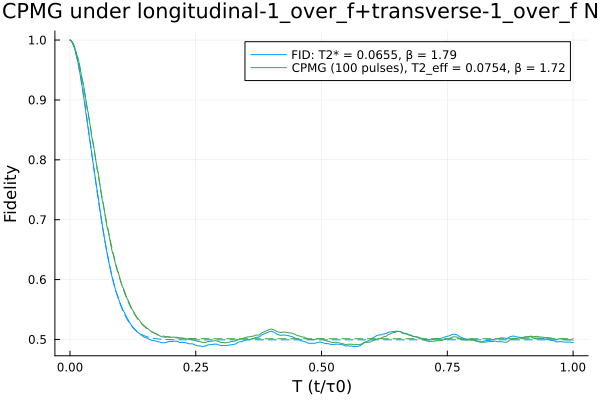 CPMG under longitudinal-1_over_f+transverse-1_over_f N
FID: T2* = 0.0655, β = 1.79
CPMG (100 pulses), T2_eff = 0.0754, β = 1.72
Fidelity
1.0
0.9
0.8
0.7
0.6
0.5
0.00 0.25 0.50 0.75 1.00
T (t/τ0)